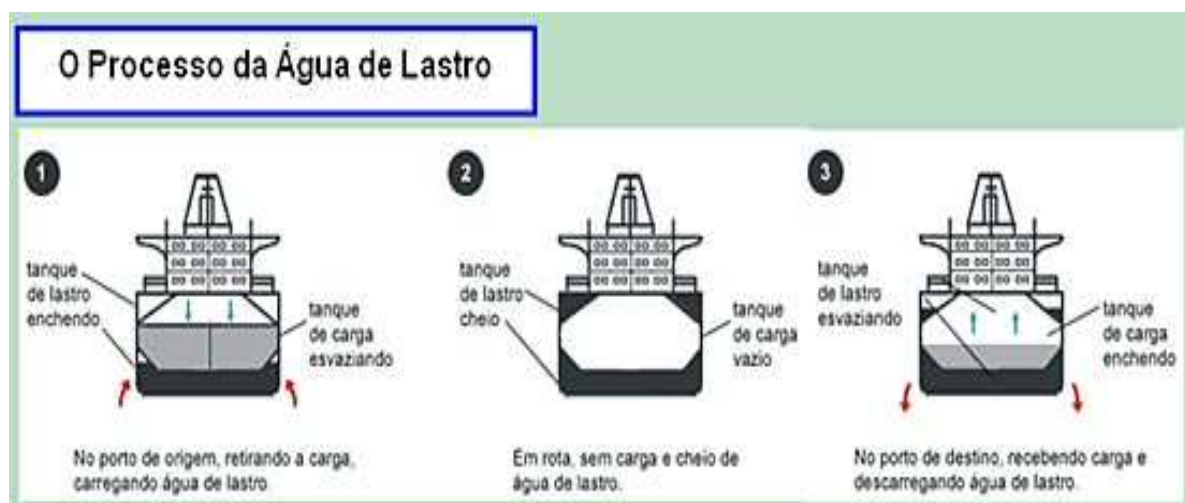 O Processo da Água de Lastro
1
tanque
de lastro
enchendo
tanque
de carga
esvaziando
No porto de origem, retirando a carga,
carregando água de lastro
2
tanque
de lastro
cheio
tanque
de carga
vazio
Em rota, sem carga e cheio de
água de lastro.
3
tanque
de lastro
esvaziando
tanque
de carga
enchendo
No porto de destino, recebendo carga e
descarregando água de lastro.